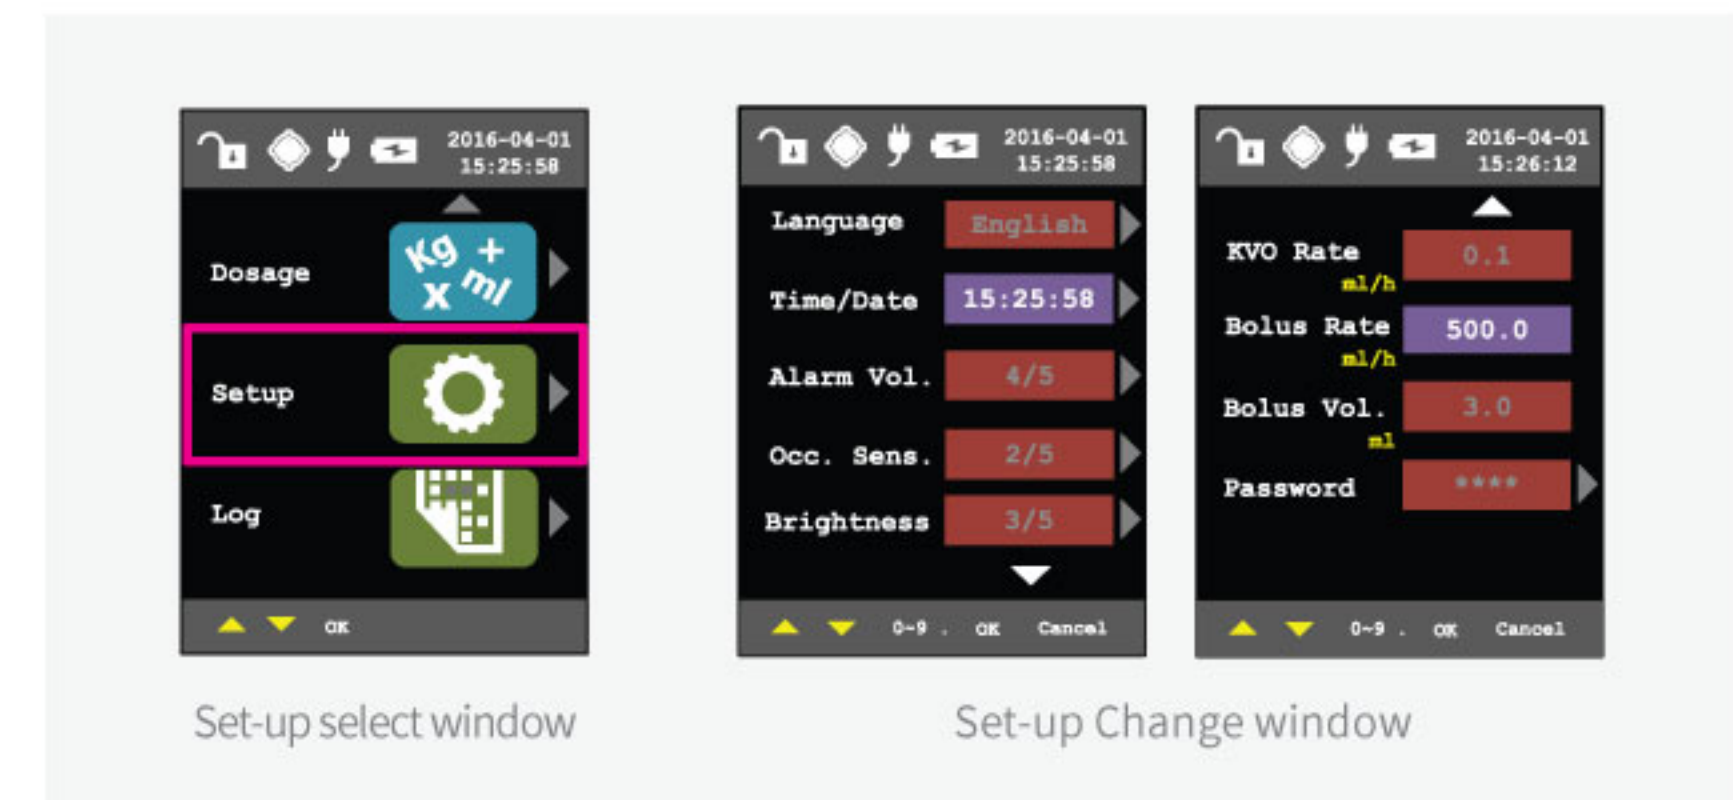 2016-04-01
15:25:58
Dosage
Kg +
x ml
Setup
Log
OK
Set-up select window
2016-04-01
15:25:58
Language English
Time/Date 15:25:58
Alarm Vol. 4/5
Occ. Sens. 2/5
Brightness 3/5
0~9 . OK Cancel
2016-04-01
15:26:12
KVO Rate 0.1
ml/h
Bolus Rate 500.0
ml/h
Bolus Vol. 3.0
ml
Password ****
0~9 . OK Cancel
Set-up Change window